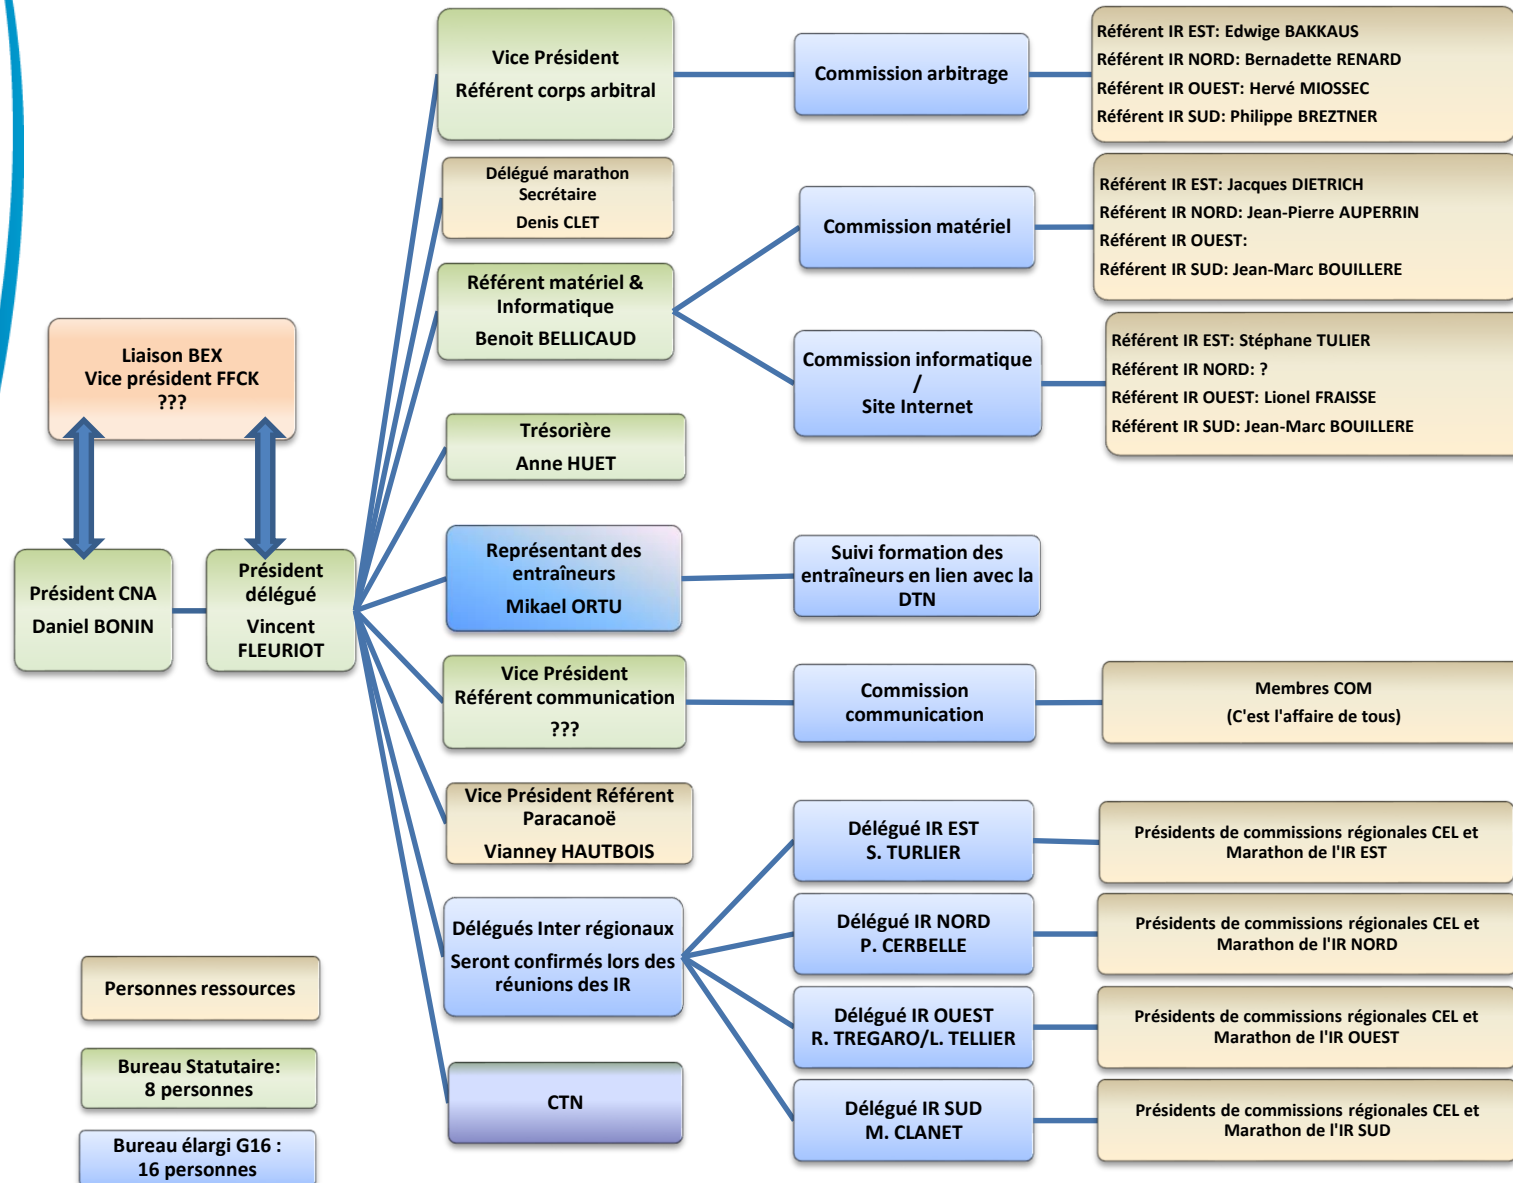 Vice Président
Référent corps arbitral
Commission arbitrage
Référent IR EST: Edwige BAKKAUS
Référent IR NORD: Bernadette RENARD
Référent IR OUEST: Hervé MIOSSEC
Référent IR SUD: Philippe BREZTNER
Délégué marathon
Secrétaire
Denis CLET
Référent matériel &
Informatique
Benoit BELLICAUD
Commission matériel
Référent IR EST: Jacques DIETRICH
Référent IR NORD: Jean-Pierre AUPERRIN
Référent IR OUEST:
Référent IR SUD: Jean-Marc BOUILLERE
Commission informatique
/
Site Internet
Référent IR EST: Stéphane TULIER
Référent IR NORD: ?
Référent IR OUEST: Lionel FRAISSE
Référent IR SUD: Jean-Marc BOUILLERE
Liaison BEX
Vice président FFCK
???
Président CNA
Daniel BONIN
Président
délégué
Vincent
FLEURIOT
Trésorière
Anne HUET
Représentant des
entraîneurs
Mikael ORTU
Suivi formation des
entraîneurs en lien avec la
DTN
Vice Président
Référent communication
???
Commission
communication
Membres COM
(C'est l'affaire de tous)
Vice Président Référent
Paracanoë
Vianney HAUTBOIS
Délégués Inter régionaux
Seront confirmés lors des
réunions des IR
Délégué IR EST
S. TURLIER
Présidents de commissions régionales CEL et
Marathon de l'IR EST
Délégué IR NORD
P. CERBELLE
Présidents de commissions régionales CEL et
Marathon de l'IR NORD
Délégué IR OUEST
R. TREGARO/L. TELLIER
Présidents de commissions régionales CEL et
Marathon de l'IR OUEST
Délégué IR SUD
M. CLANET
Présidents de commissions régionales CEL et
Marathon de l'IR SUD
CTN
Personnes ressources
Bureau Statutaire:
8 personnes
Bureau élargi G16 :
16 personnes